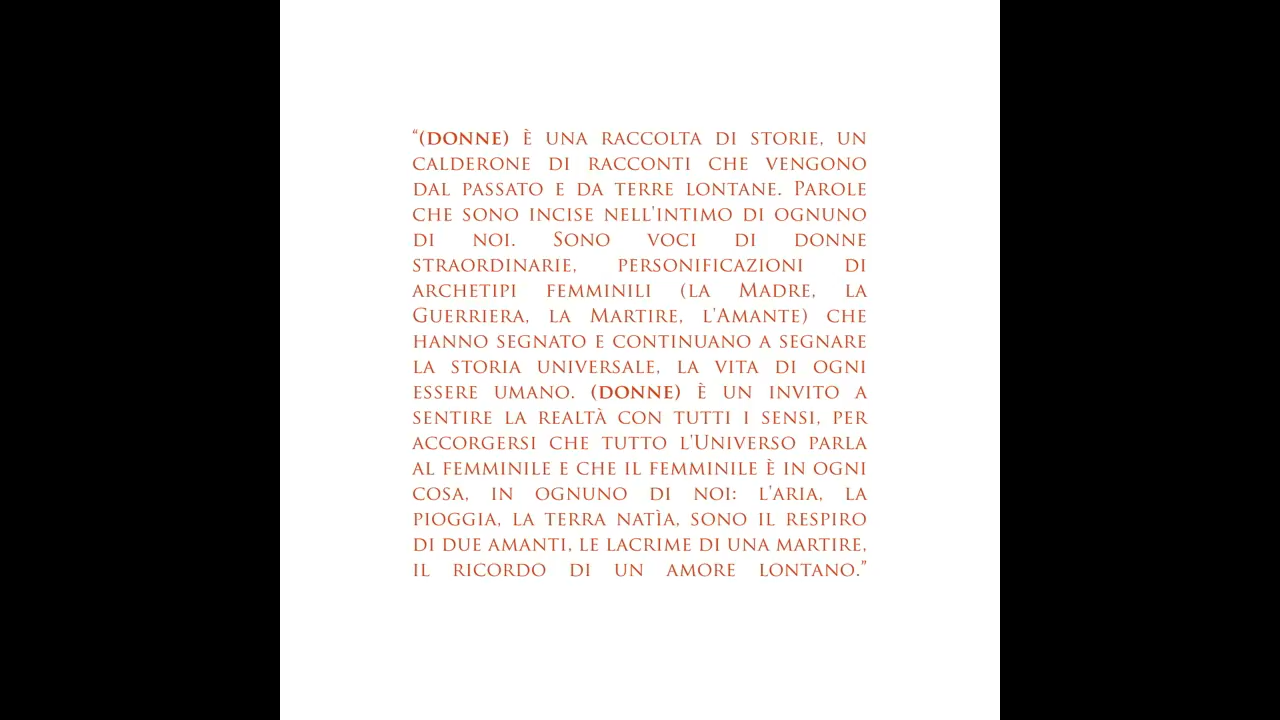 “(DONNE) È UNA RACCOLTA DI STORIE, UN
CALDERONE DI RACCONTI CHE VENGONO
DAL PASSATO E DA TERRE LONTANE. PAROLE
CHE SONO INCISE NELL'INTIMO DI OGNUNO
DI NOI. SONO VOCI DI DONNE
STRAORDINARIE, PERSONIFICAZIONI DI
ARCHETIPI FEMMINILI (LA MADRE, LA
GUERRIERA, LA MARTIRE, L'AMANTE) CHE
HANNO SEGNATO E CONTINUANO A SEGNARE
LA STORIA UNIVERSALE, LA VITA DI OGNI
ESSERE UMANO. (DONNE) È UN INVITO A
SENTIRE LA REALTÀ CON TUTTI I SENSI, PER
ACCORGERSI CHE TUTTO L'UNIVERSO PARLA
AL FEMMINILE E CHE IL FEMMINILE È IN OGNI
COSA, IN OGNUNO DI NOI: L'ARIA, LA
PIOGGIA, LA TERRA NATÌA, SONO IL RESPIRO
DI DUE AMANTI, LE LACRIME DI UNA MARTIRE,
IL RICORDO DI UN AMORE LONTANO.”